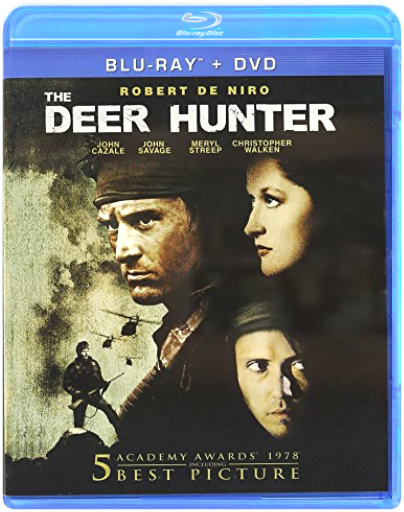 Blu-ray Disc
BLU-RAY™ + DVD
ROBERT DE NIRO
THE
DEER HUNTER
JOHN CAZALE
JOHN SAVAGE
MERYL STREEP
CHRISTOPHER WALKEN
5 ACADEMY AWARDS® 1978
INCLUDING
BEST PICTURE